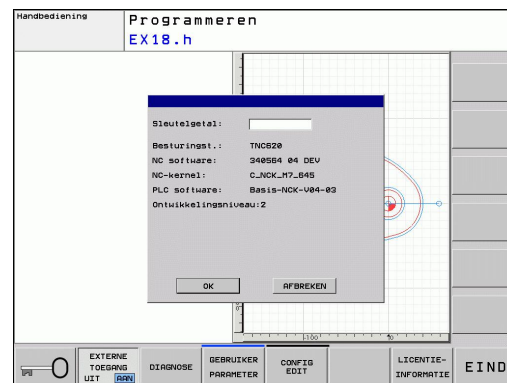 Handbediening
Programmeren
EX18.h
Sleutelgetal:
Besturingst.: TNC620
NC software: 340564 04 DEV
NC-kernel: C_NCK_M7_645
PLC software: Basis-NCK-V04-03
Ontwikkelingsniveau:2
OK AFBREKEN
EXTERNE TOEGANG
UIT AAN
DIAGNOSE
GEBRUIKER
PARAMETER
CONFIG
EDIT
LICENTIE-
INFORMATIE
EIND